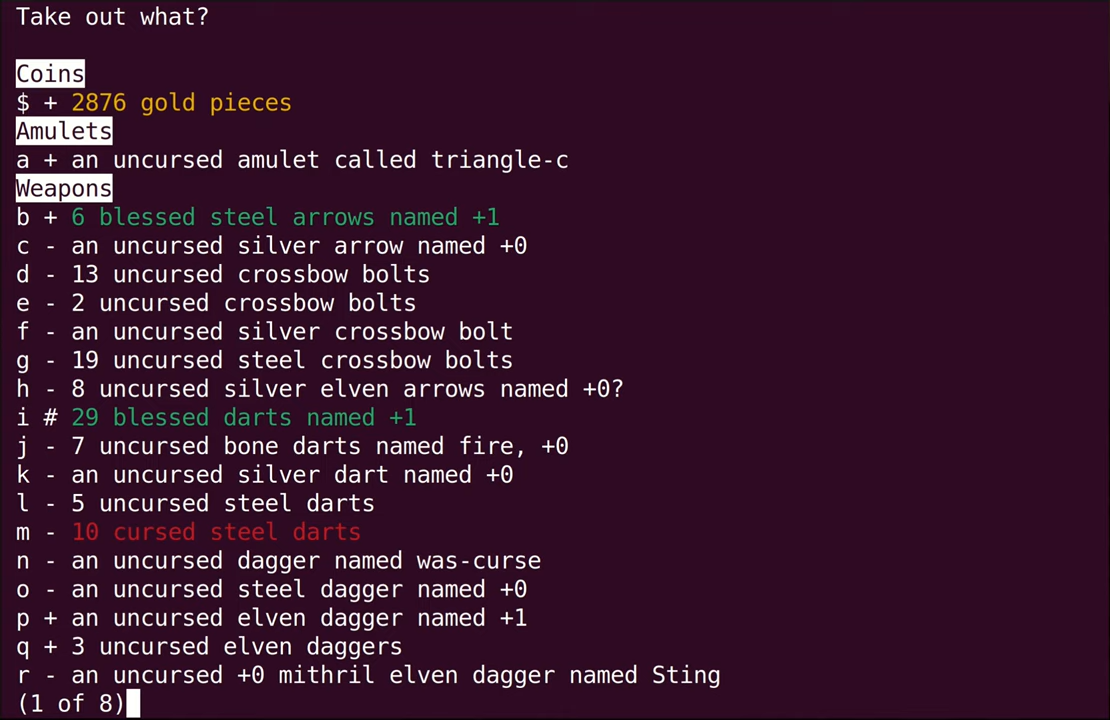 Take out what?
Coins
$ + 2876 gold pieces
Amulets
a + an uncursed amulet called triangle-c
Weapons
b + 6 blessed steel arrows named +1
c - an uncursed silver arrow named +0
d - 13 uncursed crossbow bolts
e - 2 uncursed crossbow bolts
f - an uncursed silver crossbow bolt
g - 19 uncursed steel crossbow bolts
h - 8 uncursed silver elven arrows named +0?
i # 29 blessed darts named +1
j - 7 uncursed bone darts named fire, +0
k - an uncursed silver dart named +0
l - 5 uncursed steel darts
m - 10 cursed steel darts
n - an uncursed dagger named was-curse
o - an uncursed steel dagger named +0
p + an uncursed elven dagger named +1
q + 3 uncursed elven daggers
r - an uncursed +0 mithril elven dagger named Sting
(1 of 8)